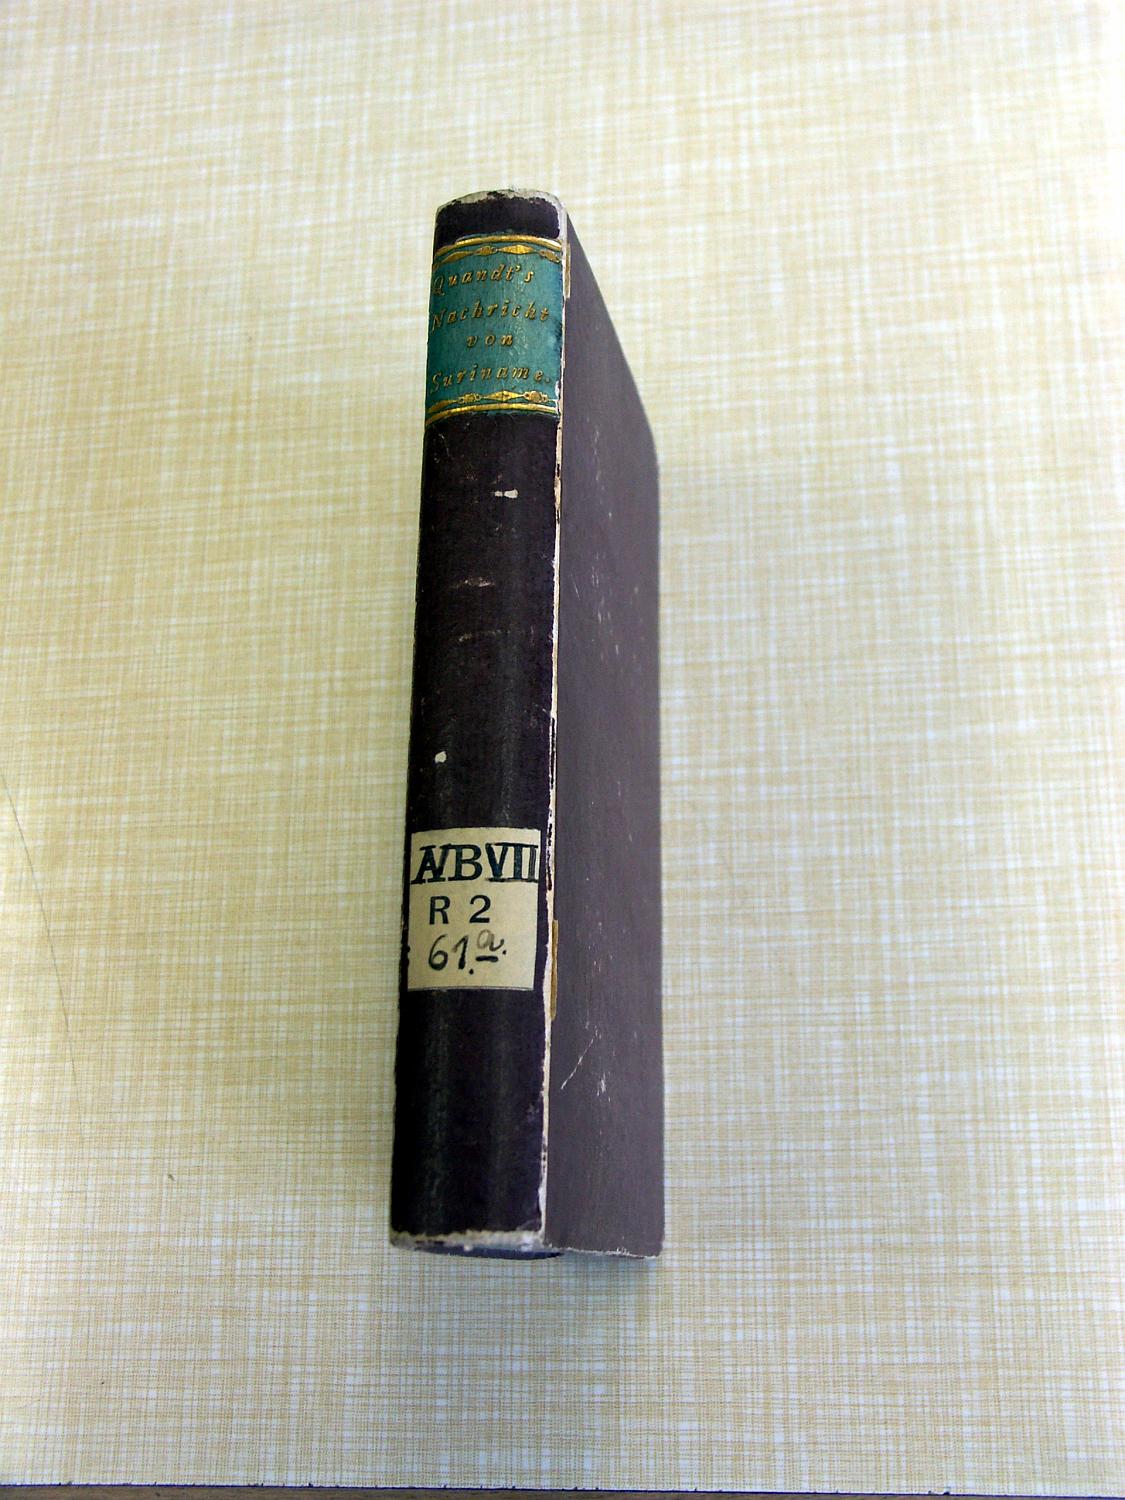 Quandt's
Nachricht
von
Suriname.
A/BVII
R 2
61.a.